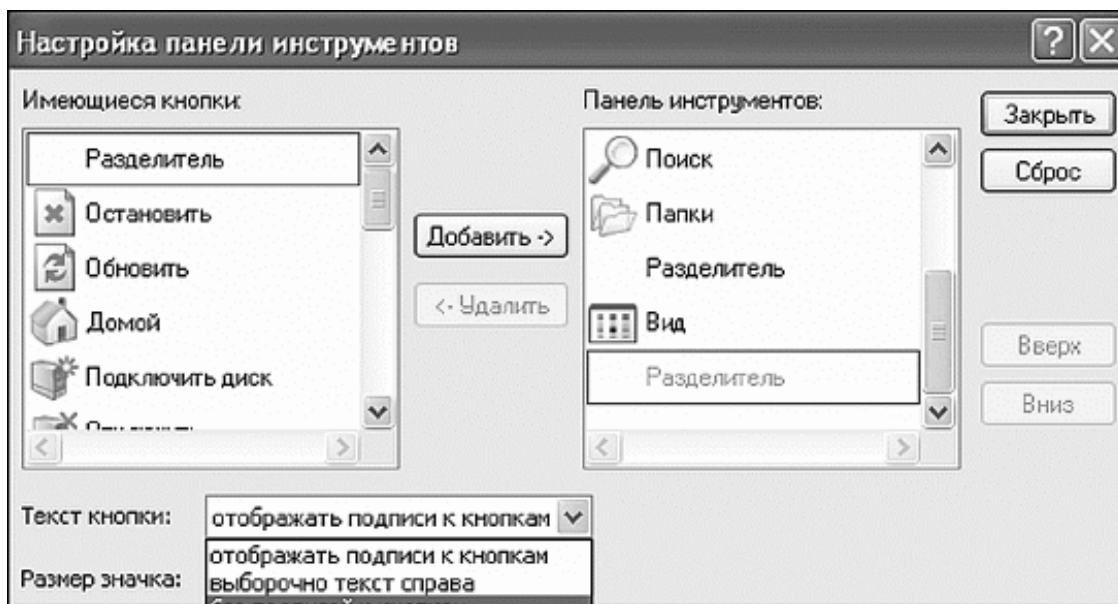 Настройка панели инструментов
Имеющиеся кнопки:
Разделитель
Остановить
Обновить
Домой
Подключить диск
Добавить ->
<- Удалить
Панель инструментов:
Поиск
Папки
Разделитель
Вид
Разделитель
Закрыть
Сброс
Вверх
Вниз
Текст кнопки:
отображать подписи к кнопкам
отображать подписи к кнопкам
выборочно текст справа
Размер значка: